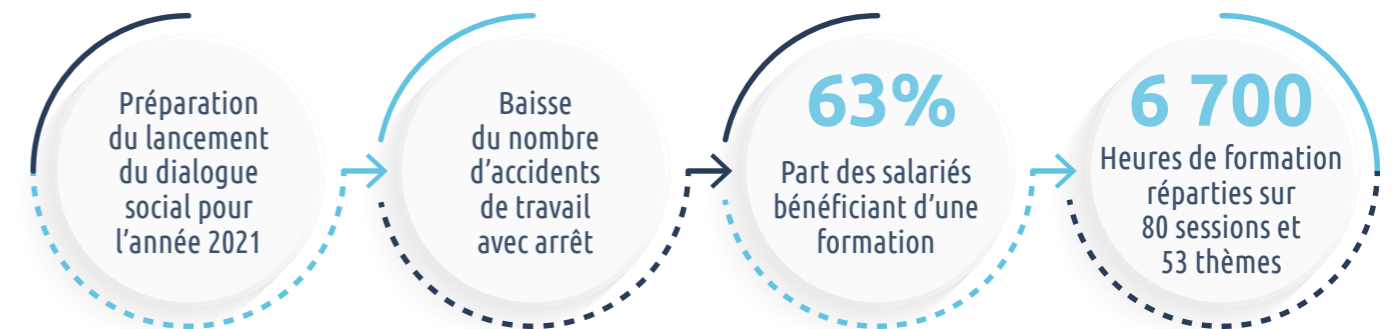 Préparation
du lancement
du dialogue
social pour
l’année 2021
Baisse
du nombre
d’accidents
de travail
avec arrêt
63%
Part des salariés
bénéficiant d’une
formation
6 700
Heures de formation
réparties sur
80 sessions et
53 thèmes